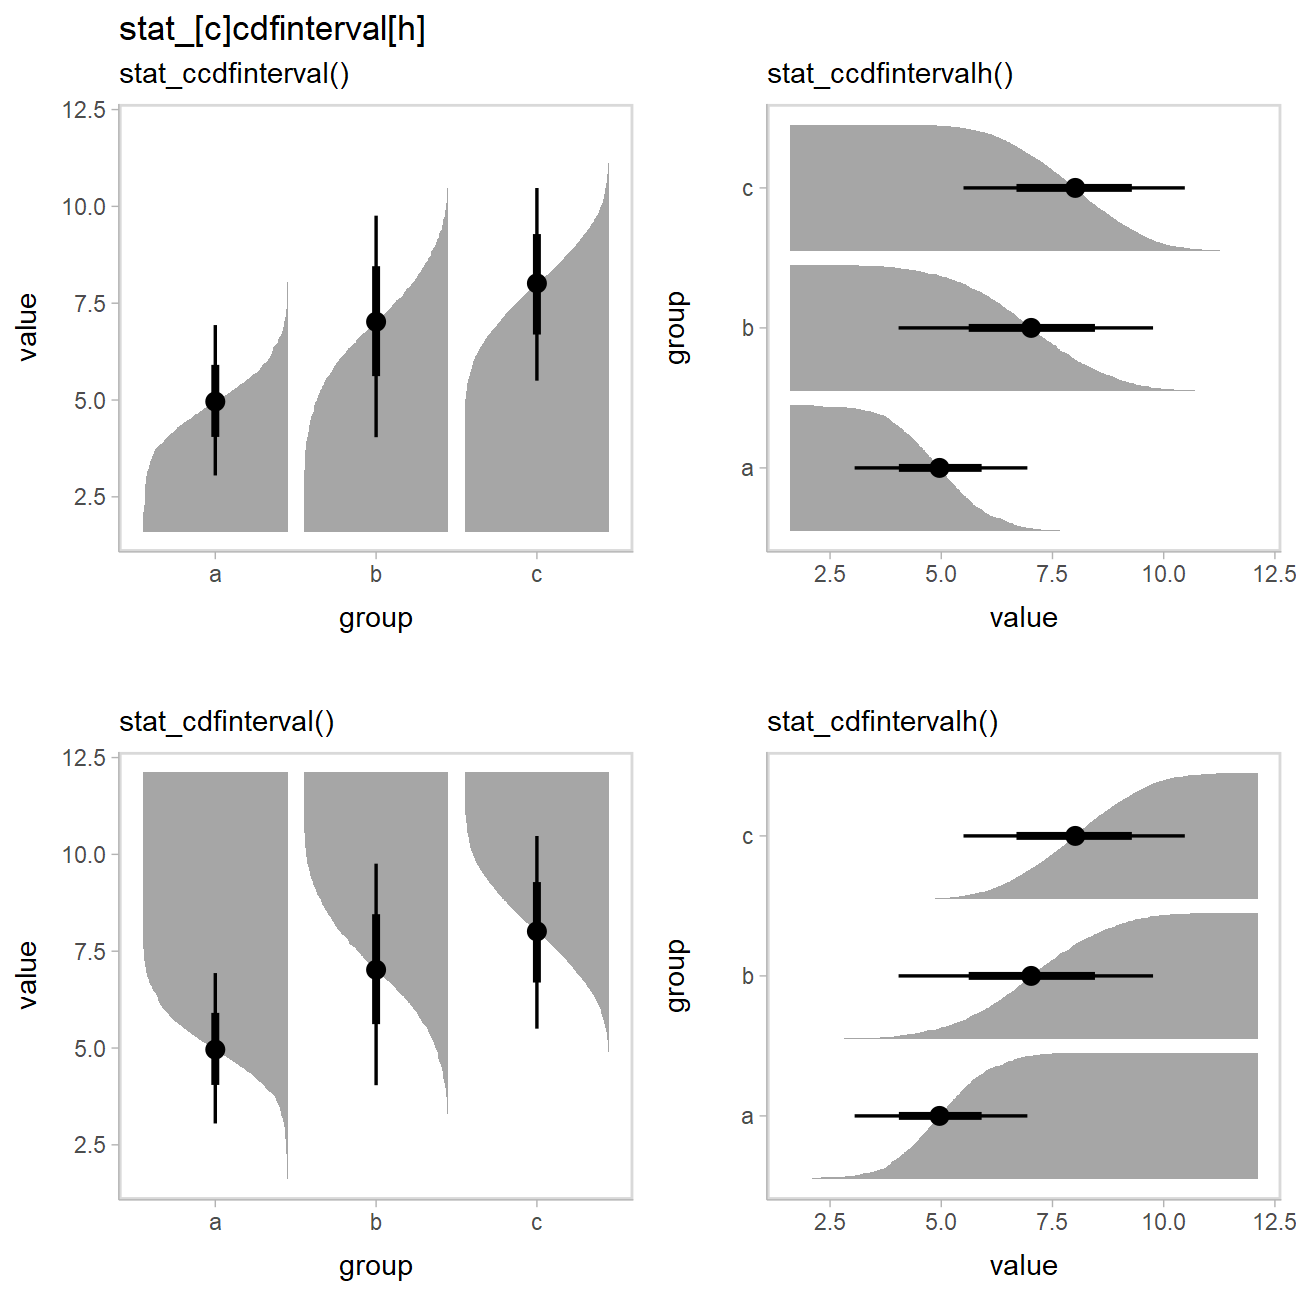 stat_[c]cdfinterval[h]
stat_ccdfinterval()
12.5
10.0
7.5
5.0
2.5
value
a b c
group
stat_ccdfintervalh()
c
b
a
group
2.5 5.0 7.5 10.0 12.5
value
stat_cdfinterval()
12.5
10.0
7.5
5.0
2.5
value
a b c
group
stat_cdfintervalh()
c
b
a
group
2.5 5.0 7.5 10.0 12.5
value